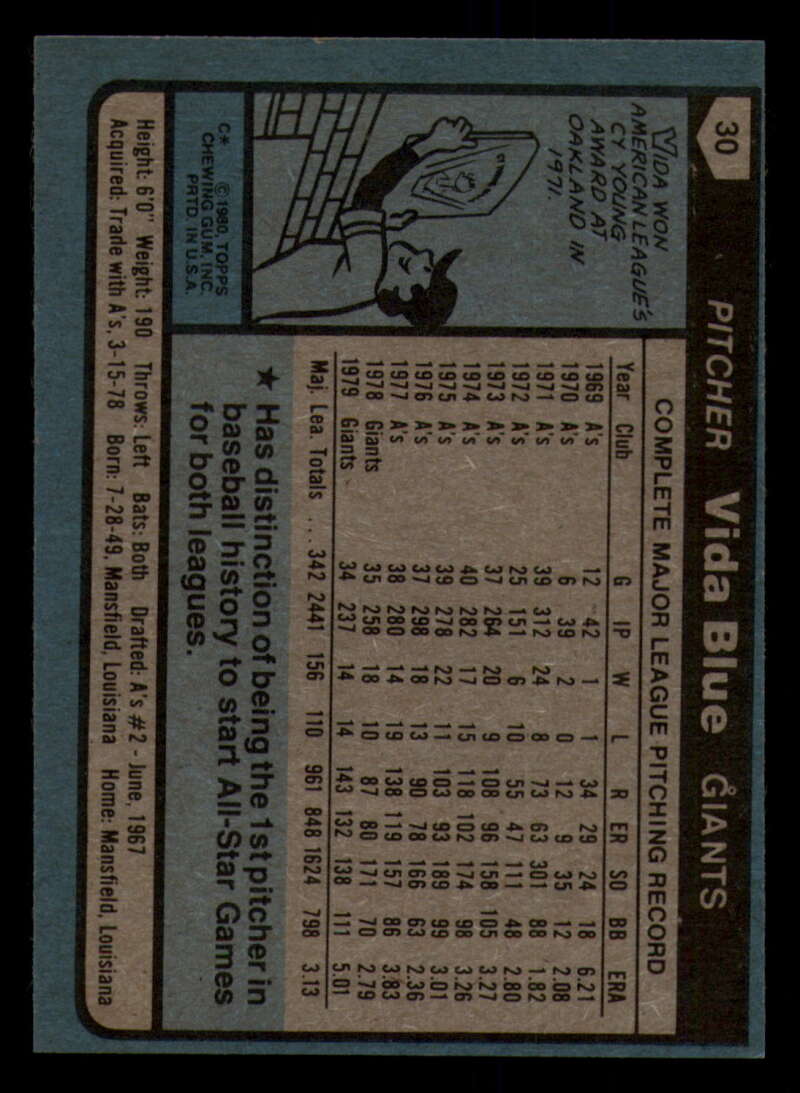 30 PITCHER Vida Blue GIANTS
VIDA WON
AMERICAN LEAGUE'S
CY YOUNG
AWARD AT
OAKLAND IN
1971.
C* © 1980, TOPPS
CHEWING GUM, INC.
PRTD. IN U.S.A.
COMPLETE MAJOR LEAGUE PITCHING RECORD
Year Club G IP W L R ER SO BB ERA
1969 A's 12 42 1 1 34 29 24 18 6.21
1970 A's 6 39 2 0 12 9 35 12 2.08
1971 A's 39 312 24 8 73 63 301 88 1.82
1972 A's 25 151 6 10 55 47 111 48 2.80
1973 A's 37 264 20 9 108 96 158 105 3.27
1974 A's 40 282 17 15 118 102 174 98 3.26
1975 A's 39 278 22 11 103 93 189 99 3.01
1976 A's 37 298 18 13 90 78 166 63 2.36
1977 A's 38 280 14 19 138 119 157 86 3.83
1978 Giants 35 258 18 10 87 80 171 70 2.79
1979 Giants 34 237 14 14 143 132 138 111 5.01
Maj. Lea. Totals ... 342 2441 156 110 961 848 1624 798 3.13
★ Has distinction of being the 1st pitcher in
baseball history to start All-Star Games
for both leagues.
Height: 6'0" Weight: 190 Throws: Left Bats: Both Drafted: A's #2 - June, 1967
Acquired: Trade with A's, 3-15-78 Born: 7-28-49, Mansfield, Louisiana Home: Mansfield, Louisiana